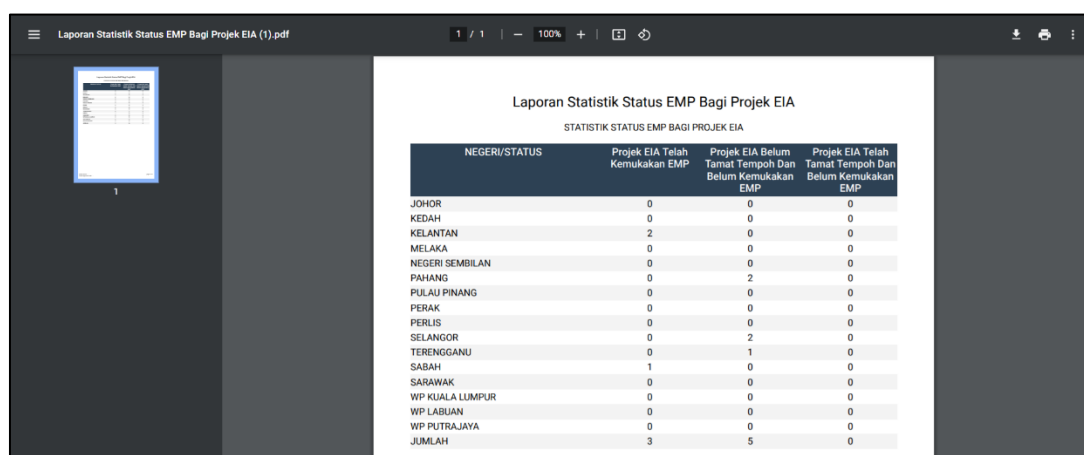 Laporan Statistik Status EMP Bagi Projek EIA (1).pdf
1 / 1 | − 100% + |
1
Laporan Statistik Status EMP Bagi Projek EIA
STATISTIK STATUS EMP BAGI PROJEK EIA
NEGERI/STATUS Projek EIA Telah Kemukakan EMP Projek EIA Belum Tamat Tempoh Dan Belum Kemukakan EMP Projek EIA Telah Tamat Tempoh Dan Belum Kemukakan EMP
JOHOR 0 0 0
KEDAH 0 0 0
KELANTAN 2 0 0
MELAKA 0 0 0
NEGERI SEMBILAN 0 0 0
PAHANG 0 2 0
PULAU PINANG 0 0 0
PERAK 0 0 0
PERLIS 0 0 0
SELANGOR 0 2 0
TERENGGANU 0 1 0
SABAH 1 0 0
SARAWAK 0 0 0
WP KUALA LUMPUR 0 0 0
WP LABUAN 0 0 0
WP PUTRAJAYA 0 0 0
JUMLAH 3 5 0